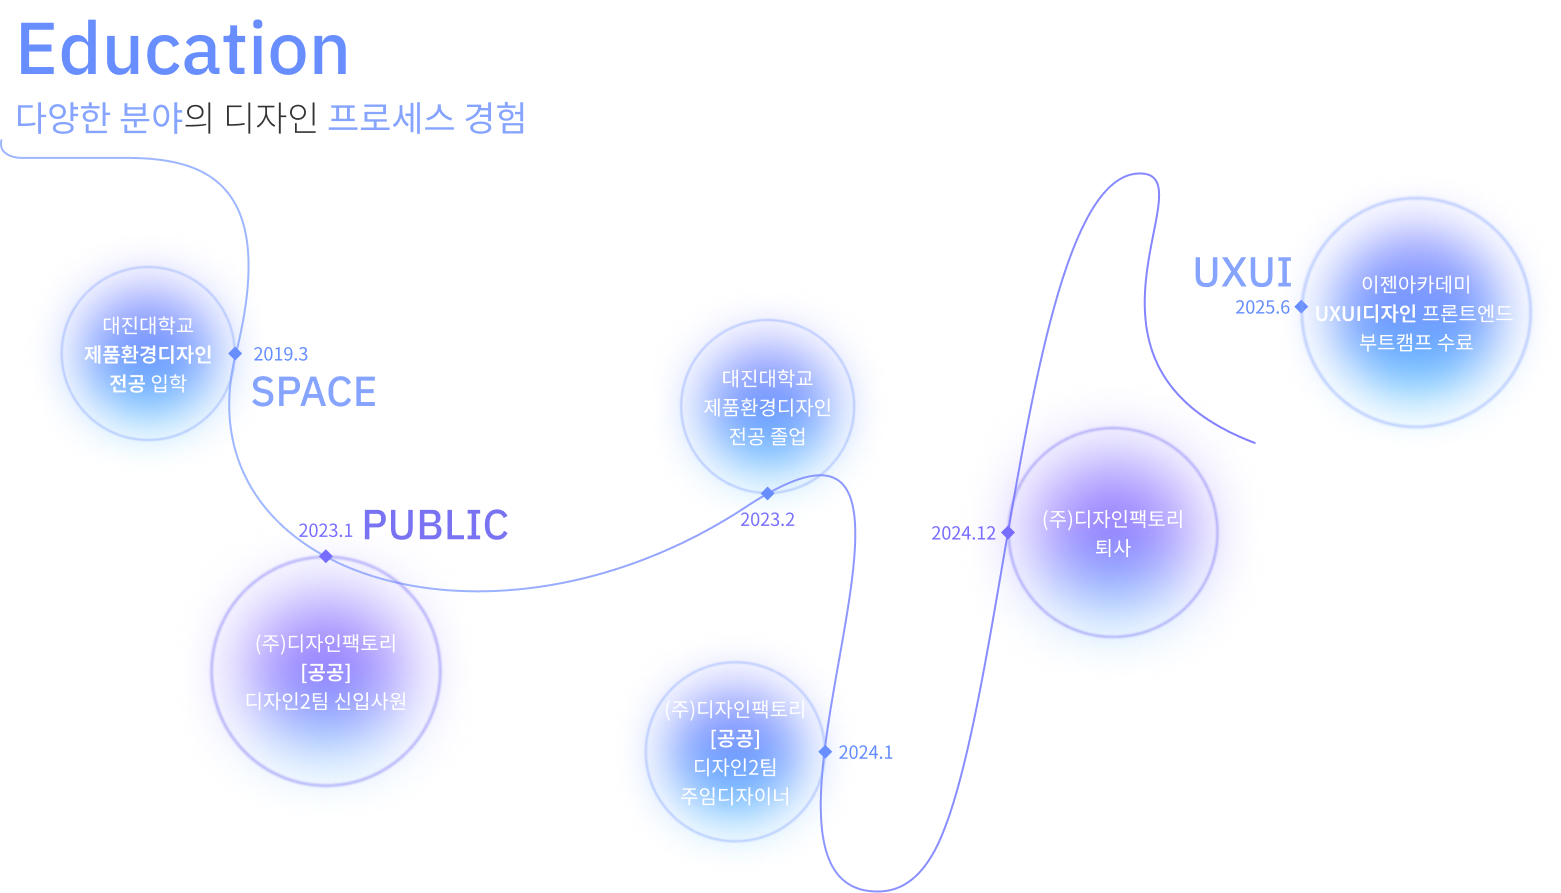 Education
다양한 분야의 디자인 프로세스 경험
대진대학교
제품환경디자인
전공 입학
2019.3
SPACE
2023.1 PUBLIC
(주)디자인팩토리
[공공]
디자인2팀 신입사원
대진대학교
제품환경디자인
전공 졸업
2023.2
(주)디자인팩토리
[공공]
디자인2팀
주임디자이너
2024.1
2024.12
(주)디자인팩토리
퇴사
UXUI
2025.6
이젠아카데미
UXUI디자인 프론트엔드
부트캠프 수료